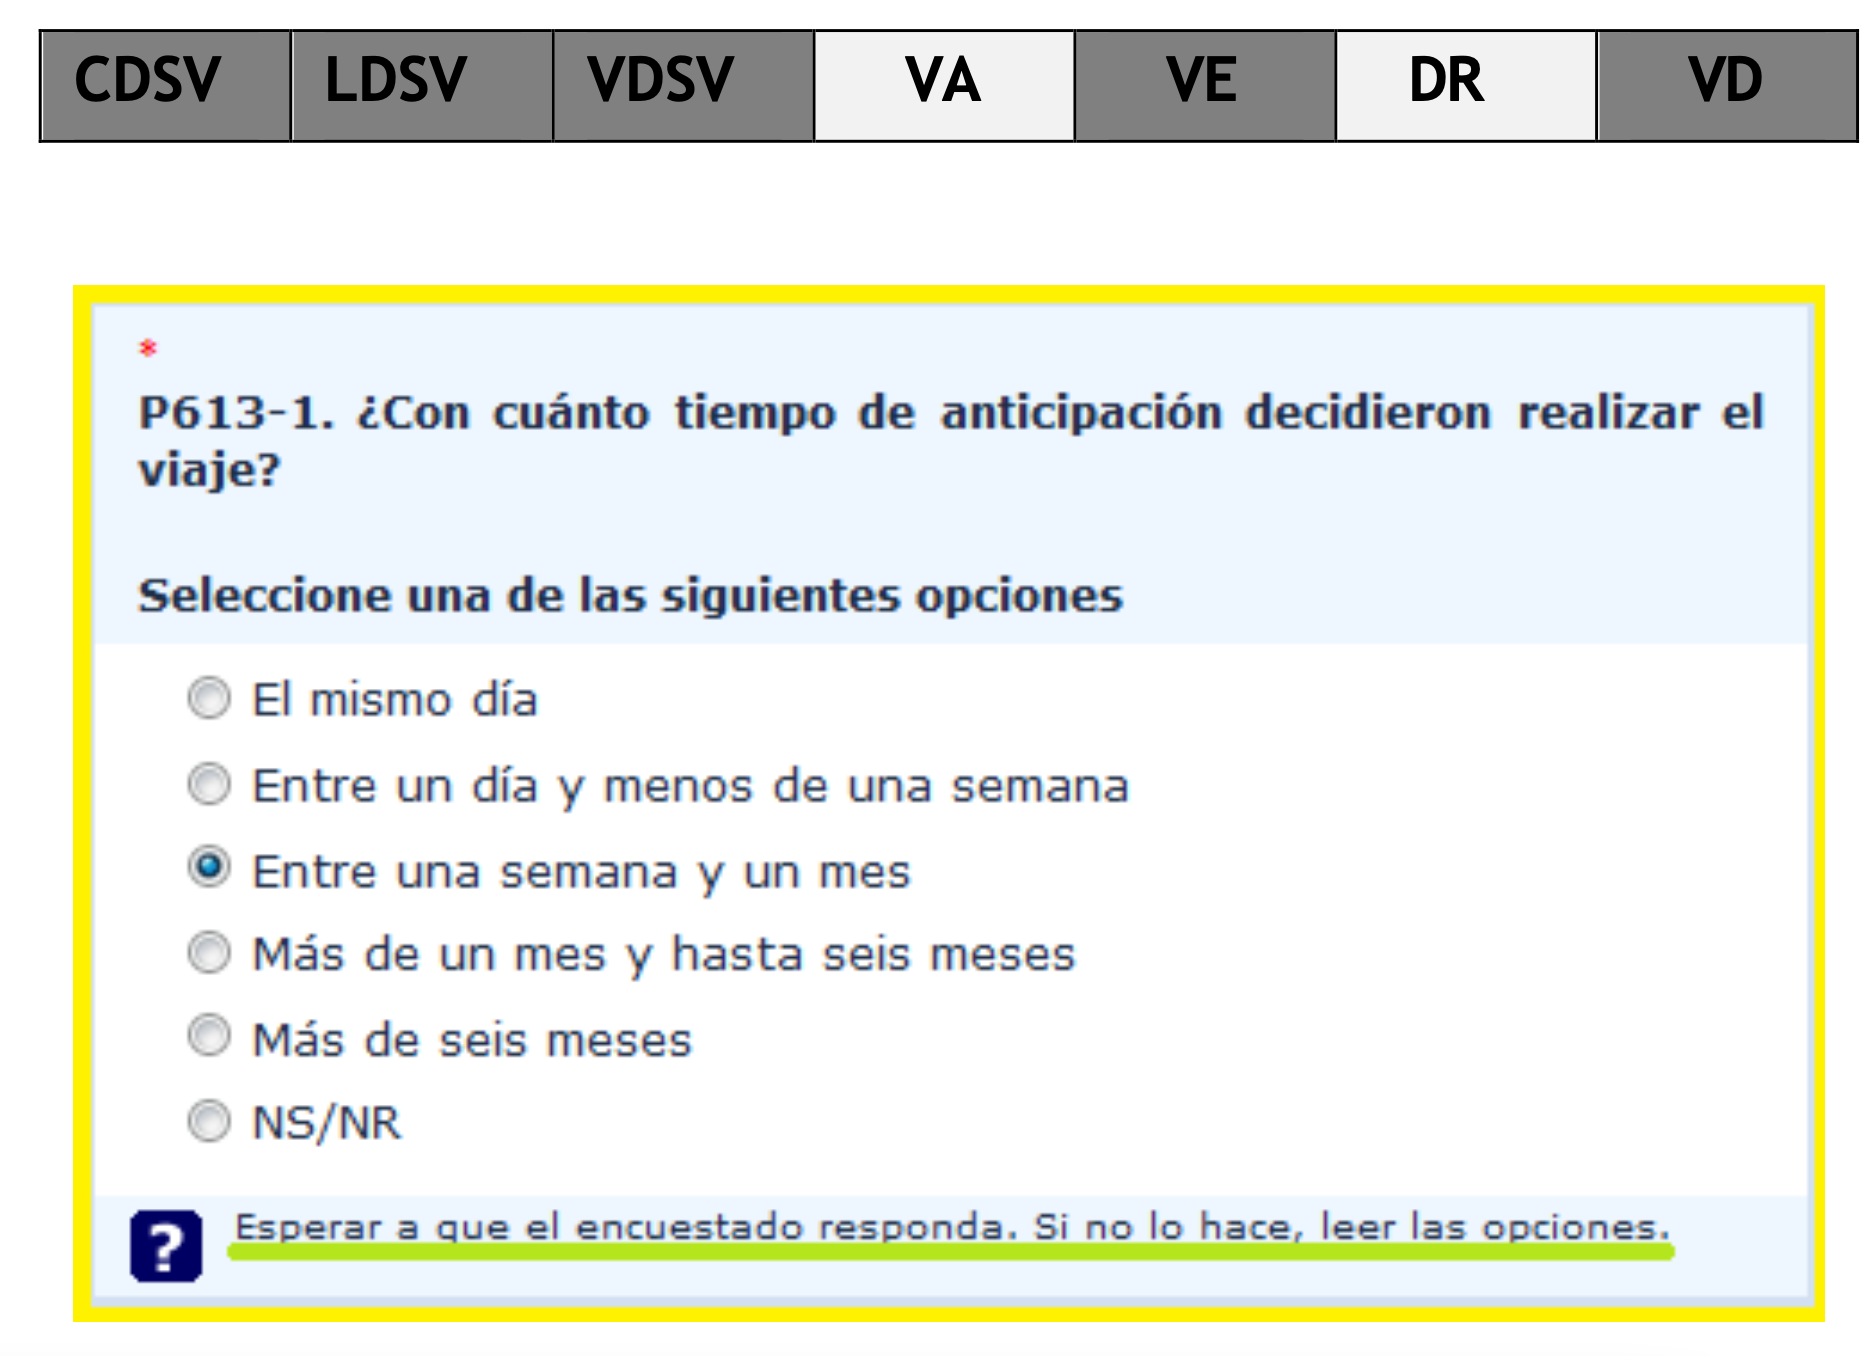 CDSV LDSV VDSV VA VE DR VD
*
P613-1. ¿Con cuánto tiempo de anticipación decidieron realizar el
viaje?
Seleccione una de las siguientes opciones
El mismo día
Entre un día y menos de una semana
Entre una semana y un mes
Más de un mes y hasta seis meses
Más de seis meses
NS/NR
? Esperar a que el encuestado responda. Si no lo hace, leer las opciones.